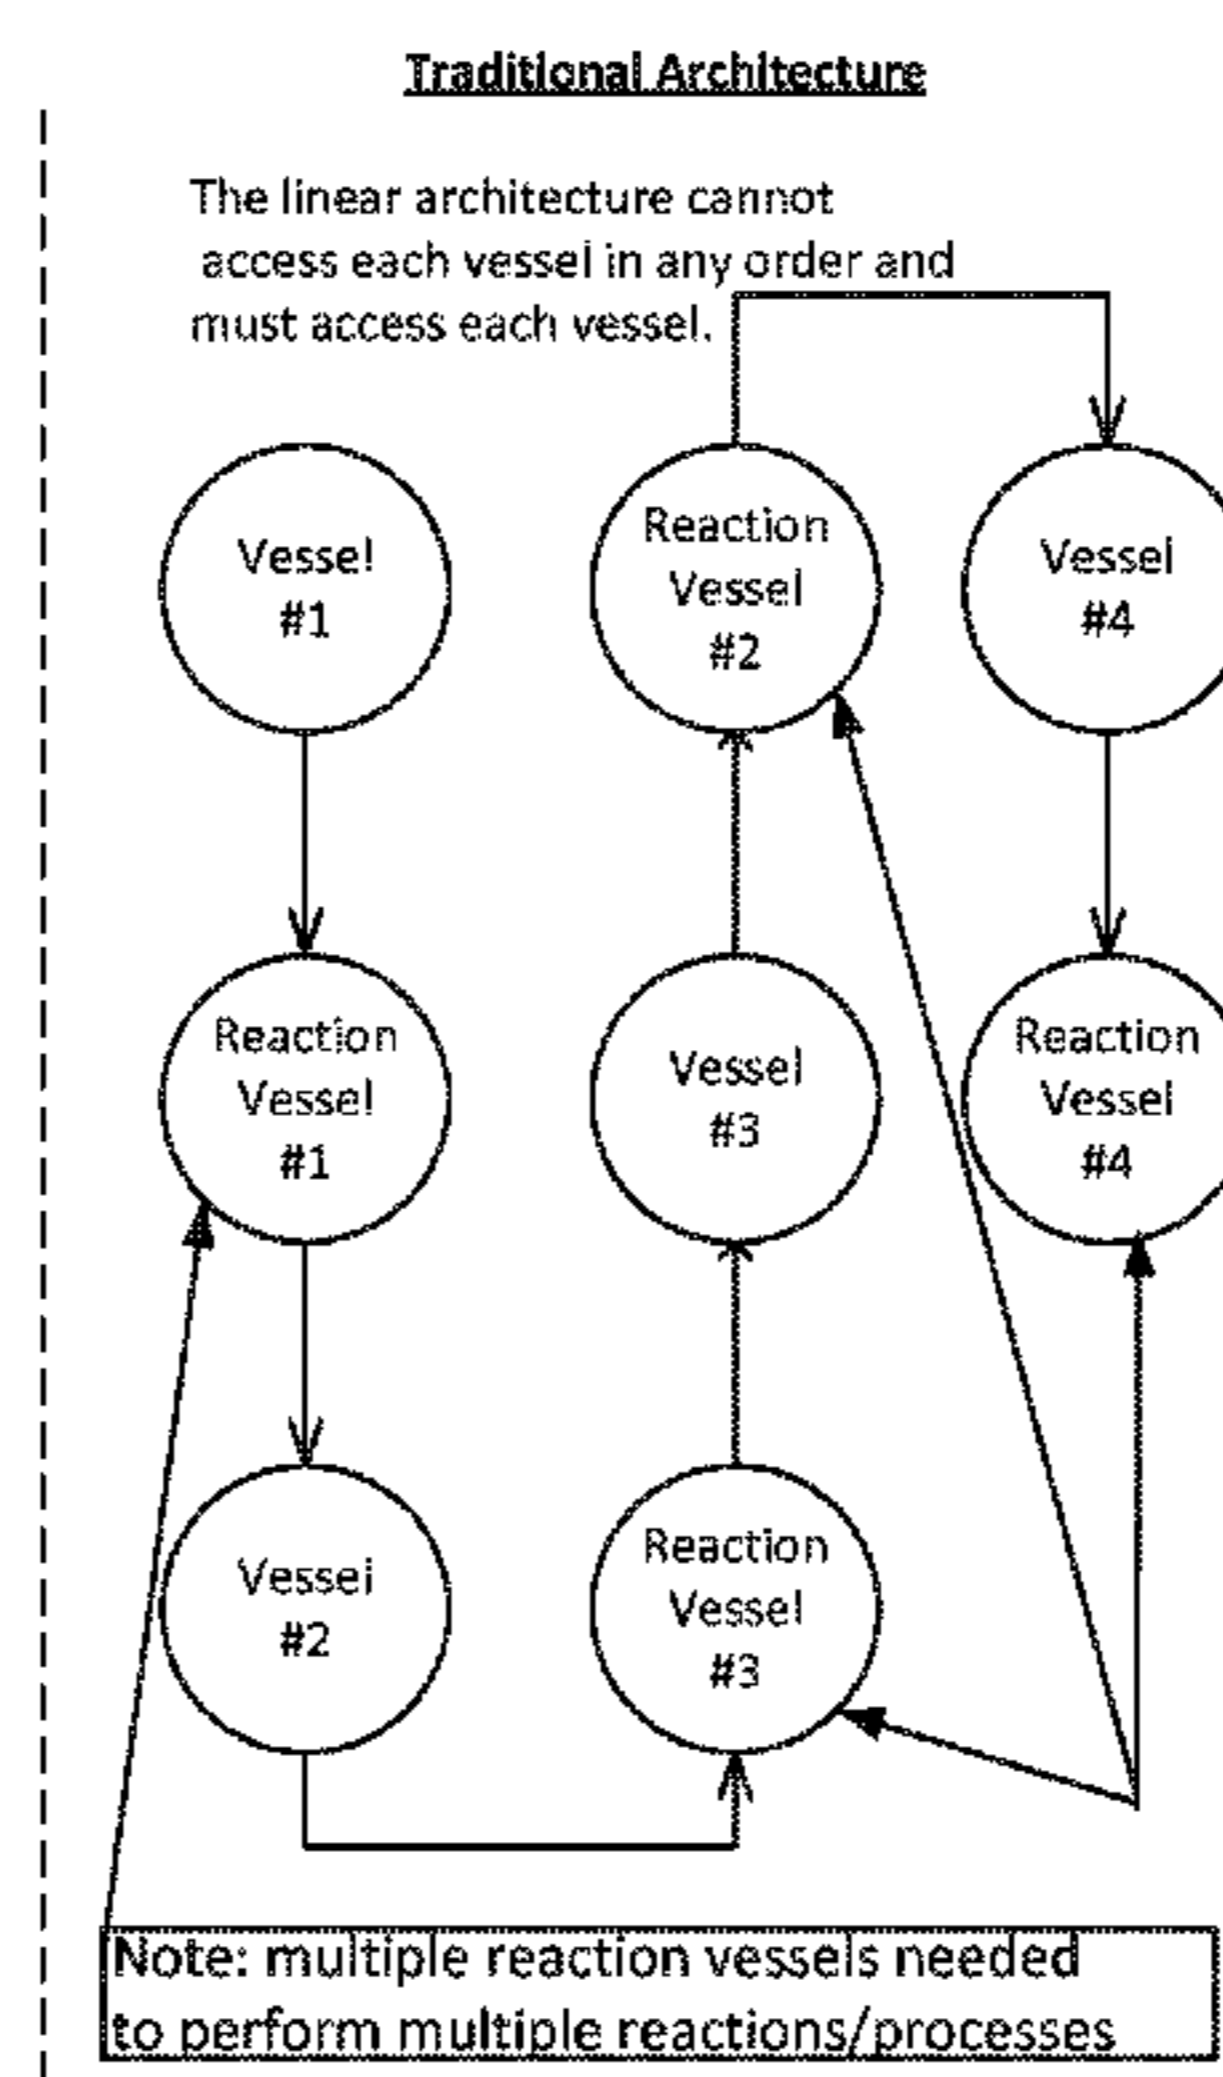 Traditional Architecture
The linear architecture cannot
access each vessel in any order and
must access each vessel.
Vessel
#1
Reaction
Vessel
#2
Vessel
#4
Reaction
Vessel
#1
Vessel
#3
Reaction
Vessel
#4
Vessel
#2
Reaction
Vessel
#3
Note: multiple reaction vessels needed
to perform multiple reactions/processes